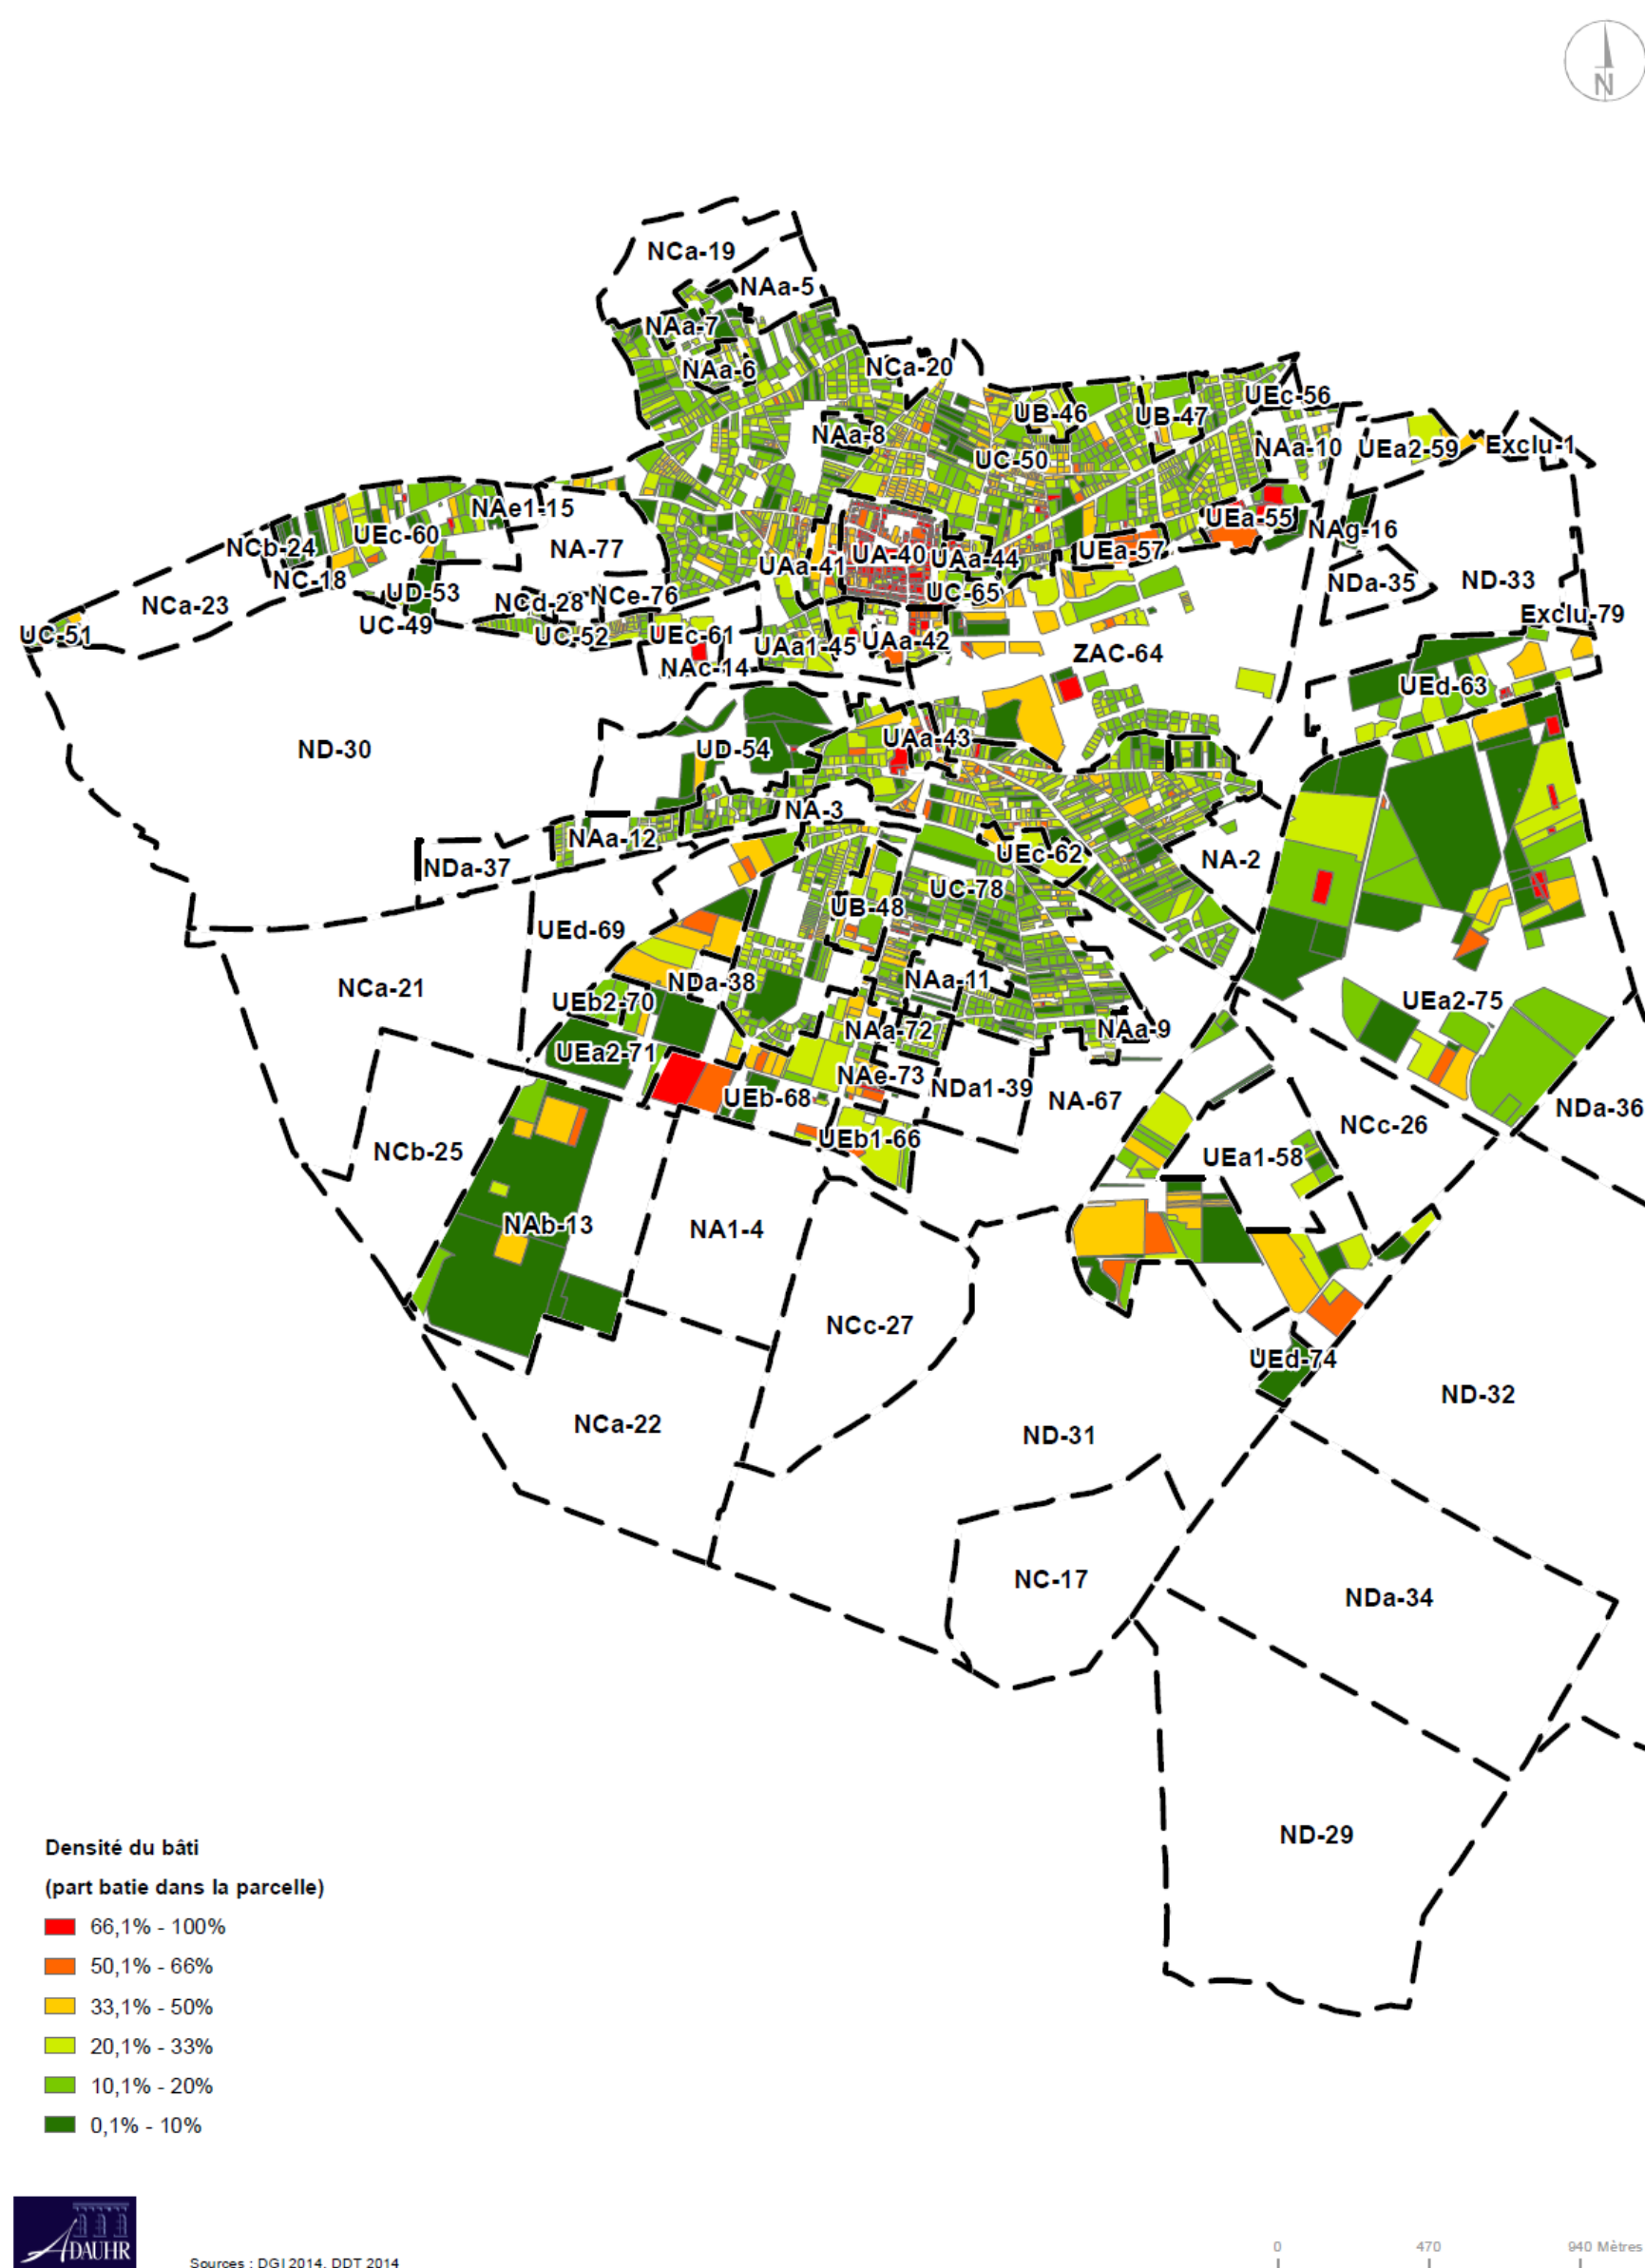 N
NCa-19
NAa-5
NAa-7
NAa-6
NCa-20
UEc-56
UB-46
UB-47
NAa-8
NAa-10
UEa2-59
Exclu-1
UC-50
NAe1-15
UEc-60
UEa-55
NAg-16
NCb-24
NA-77
UEa-57
UAa-41
UA-40
UAa-44
NC-18
UD-53
NCd-28
NCe-76
UC-65
NDa-35
ND-33
NCa-23
UC-49
Exclu-79
UC-51
UC-52
UEc-61
UAa1-45
UAa-42
ZAC-64
NAc-14
UEd-63
ND-30
UD-54
UAa-43
NA-3
NAa-12
UEc-62
NA-2
NDa-37
UC-78
UB-48
UEd-69
NDa-38
NAa-11
NCa-21
UEb2-70
UEa2-75
NAa-72
NAa-9
UEa2-71
NAe-73
NDa1-39
UEb-68
NA-67
NDa-36
NCc-26
UEb1-66
NCb-25
UEa1-58
NAb-13
NA1-4
NCc-27
UEd-74
ND-32
NCa-22
ND-31
NC-17
NDa-34
ND-29
Densité du bâti
(part batie dans la parcelle)
66,1% - 100%
50,1% - 66%
33,1% - 50%
20,1% - 33%
10,1% - 20%
0,1% - 10%
ADAUHR
Sources : DGI 2014, DDT 2014
0 470 940 Mètres